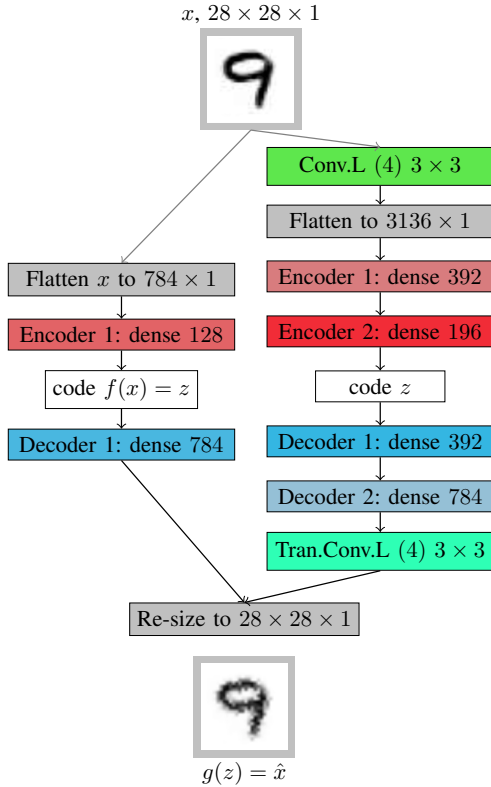 x, 28 × 28 × 1
9
Conv.L (4) 3 × 3
Flatten to 3136 × 1
Encoder 1: dense 392
Encoder 2: dense 196
code z
Decoder 1: dense 392
Decoder 2: dense 784
Tran.Conv.L (4) 3 × 3
Flatten x to 784 × 1
Encoder 1: dense 128
code f(x) = z
Decoder 1: dense 784
Re-size to 28 × 28 × 1
9
g(z) = x̂